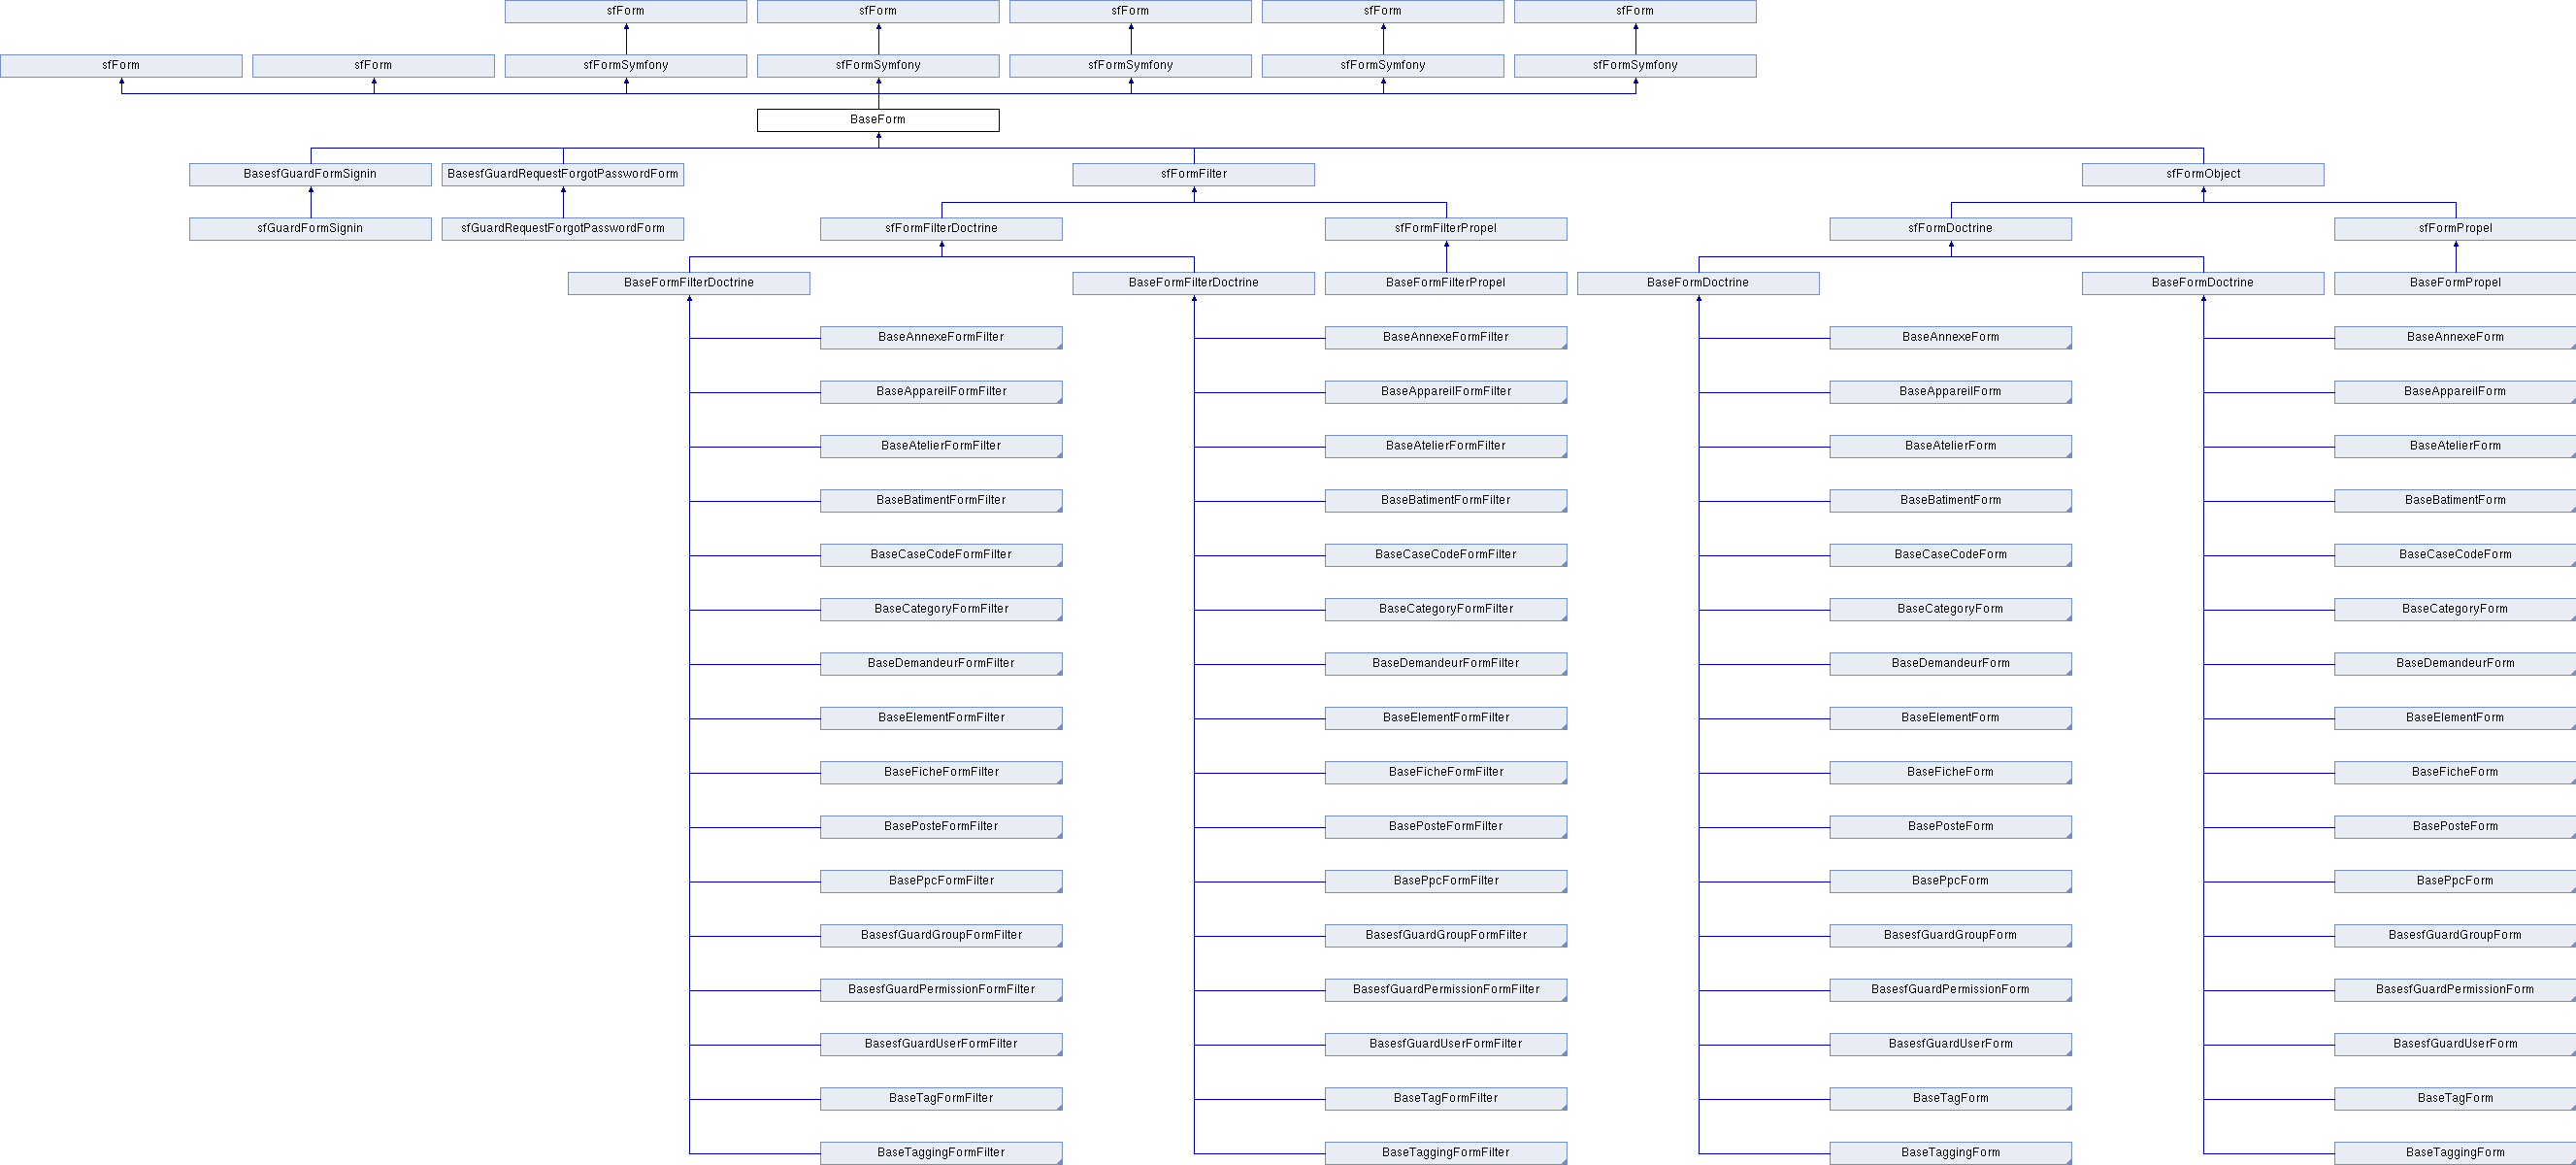 sfForm sfForm sfForm sfForm sfForm
sfForm sfForm sfFormSymfony sfFormSymfony sfFormSymfony sfFormSymfony sfFormSymfony
BaseForm
BasesfGuardFormSignin BasesfGuardRequestForgotPasswordForm sfFormFilter sfFormObject
sfGuardFormSignin sfGuardRequestForgotPasswordForm sfFormFilterDoctrine sfFormFilterPropel sfFormDoctrine sfFormPropel
BaseFormFilterDoctrine BaseFormFilterDoctrine BaseFormFilterPropel BaseFormDoctrine BaseFormDoctrine BaseFormPropel
BaseAnnexeFormFilter BaseAnnexeFormFilter BaseAnnexeForm BaseAnnexeForm
BaseAppareilFormFilter BaseAppareilFormFilter BaseAppareilForm BaseAppareilForm
BaseAtelierFormFilter BaseAtelierFormFilter BaseAtelierForm BaseAtelierForm
BaseBatimentFormFilter BaseBatimentFormFilter BaseBatimentForm BaseBatimentForm
BaseCaseCodeFormFilter BaseCaseCodeFormFilter BaseCaseCodeForm BaseCaseCodeForm
BaseCategoryFormFilter BaseCategoryFormFilter BaseCategoryForm BaseCategoryForm
BaseDemandeurFormFilter BaseDemandeurFormFilter BaseDemandeurForm BaseDemandeurForm
BaseElementFormFilter BaseElementFormFilter BaseElementForm BaseElementForm
BaseFicheFormFilter BaseFicheFormFilter BaseFicheForm BaseFicheForm
BasePosteFormFilter BasePosteFormFilter BasePosteForm BasePosteForm
BasePpcFormFilter BasePpcFormFilter BasePpcForm BasePpcForm
BasesfGuardGroupFormFilter BasesfGuardGroupFormFilter BasesfGuardGroupForm BasesfGuardGroupForm
BasesfGuardPermissionFormFilter BasesfGuardPermissionFormFilter BasesfGuardPermissionForm BasesfGuardPermissionForm
BasesfGuardUserFormFilter BasesfGuardUserFormFilter BasesfGuardUserForm BasesfGuardUserForm
BaseTagFormFilter BaseTagFormFilter BaseTagForm BaseTagForm
BaseTaggingFormFilter BaseTaggingFormFilter BaseTaggingForm BaseTaggingForm